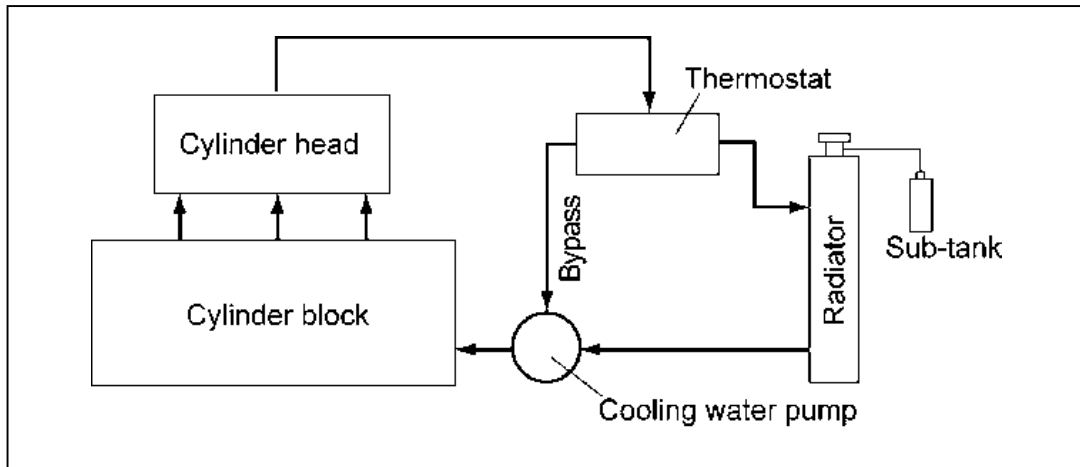 Thermostat
Cylinder head
Bypass
Radiator
Sub-tank
Cylinder block
Cooling water pump